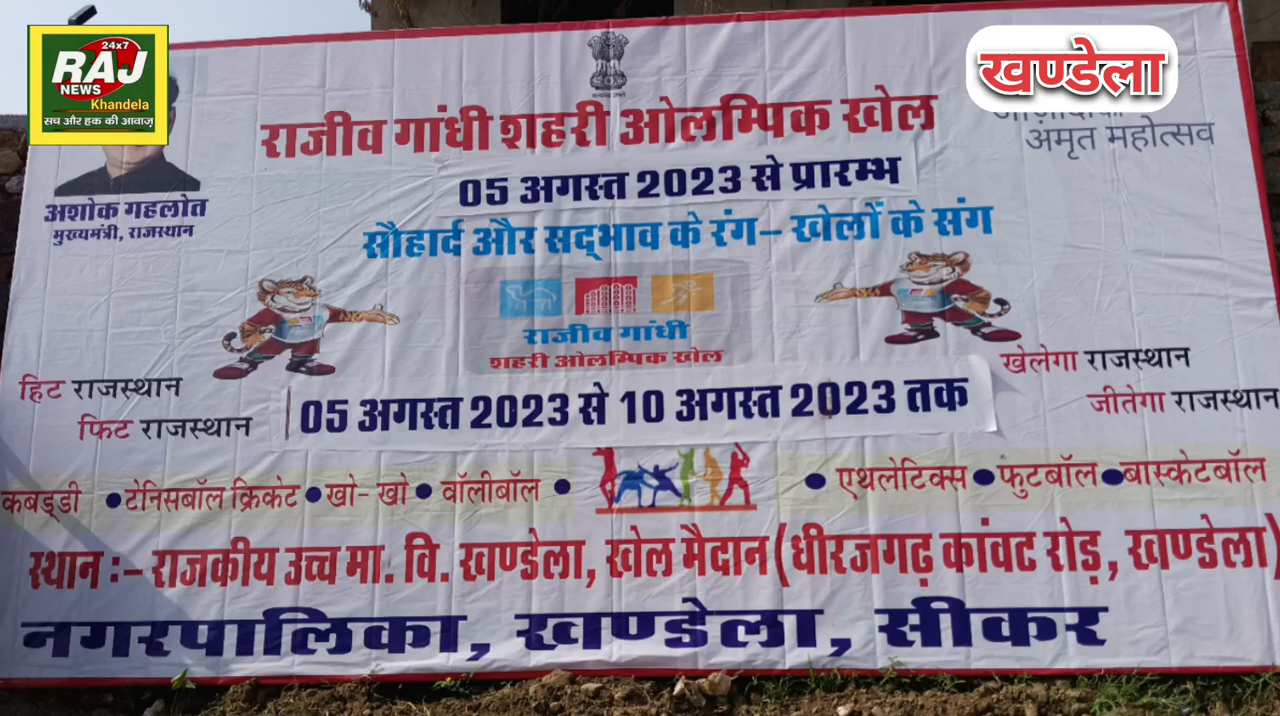 24x7
RAJ
NEWS
Khandela
सच और हक की आवाज़
खण्डेला
राजीव गांधी शहरी ओलम्पिक खेल
अमृत महोत्सव
05 अगस्त 2023 से प्रारम्भ
अशोक गहलोत
मुख्यमंत्री, राजस्थान
सौहार्द और सद्भाव के रंग– खेलों के संग
राजीव गांधी
शहरी ओलम्पिक खेल
हिट राजस्थान
फिट राजस्थान
खेलेगा राजस्थान
जीतेगा राजस्थान
05 अगस्त 2023 से 10 अगस्त 2023 तक
कबड्डी ● टेनिसबॉल क्रिकेट ● खो- खो ● वॉलीबॉल ● ● एथलेटिक्स ● फुटबॉल ● बास्केटबॉल
स्थान :– राजकीय उच्च मा. वि. खण्डेला, खेल मैदान (धीरजगढ़ कांवट रोड़, खण्डेला)
नगरपालिका, खण्डेला, सीकर